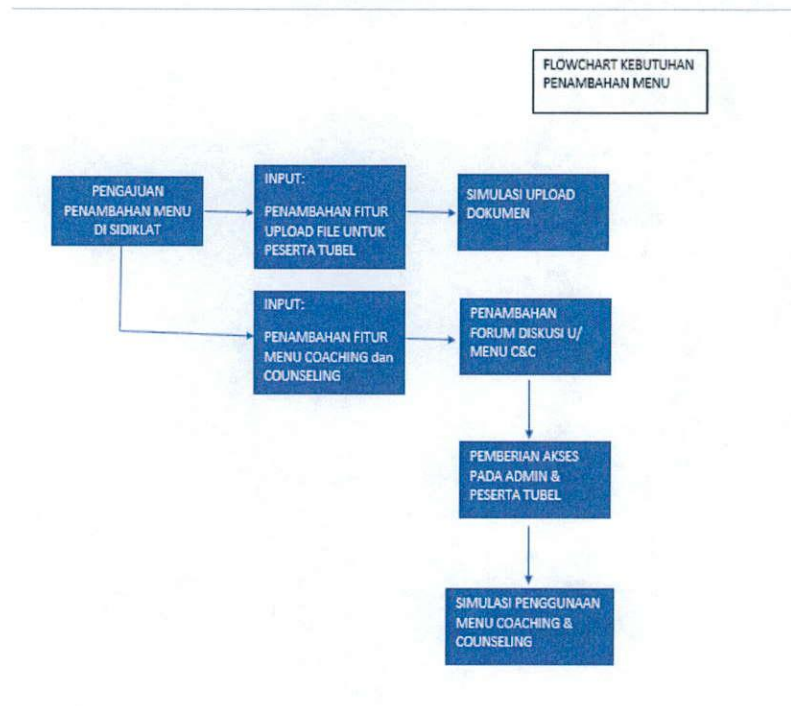 FLOWCHART KEBUTUHAN
PENAMBAHAN MENU
PENGAJUAN
PENAMBAHAN MENU
DI SIDIKLAT
INPUT:
PENAMBAHAN FITUR
UPLOAD FILE UNTUK
PESERTA TUBEL
SIMULASI UPLOAD
DOKUMEN
INPUT:
PENAMBAHAN FITUR
MENU COACHING dan
COUNSELING
PENAMBAHAN
FORUM DISKUSI U/
MENU C&C
PEMBERIAN AKSES
PADA ADMIN &
PESERTA TUBEL
SIMULASI PENGGUNAAN
MENU COACHING &
COUNSELING